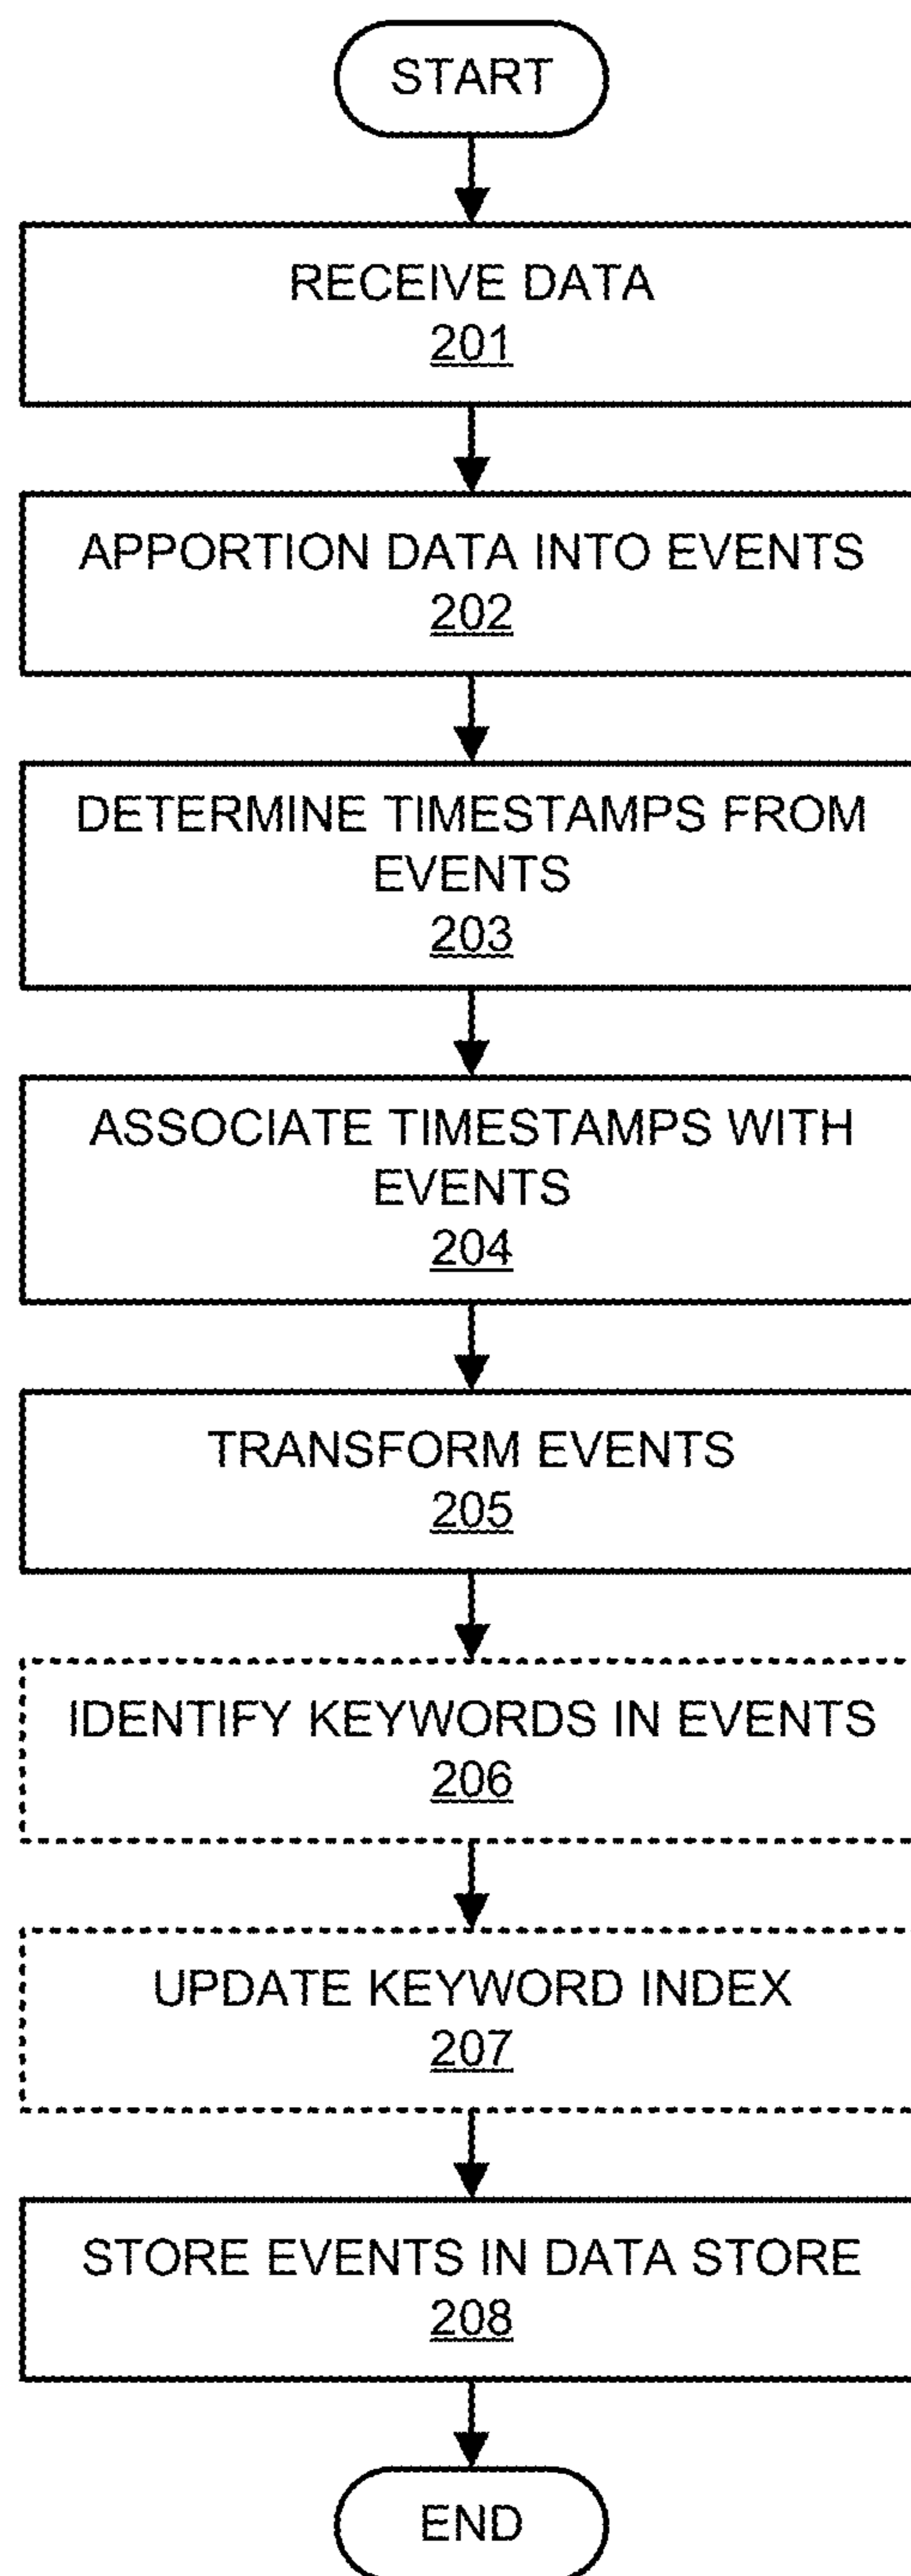 START
RECEIVE DATA
201
APPORTION DATA INTO EVENTS
202
DETERMINE TIMESTAMPS FROM
EVENTS
203
ASSOCIATE TIMESTAMPS WITH
EVENTS
204
TRANSFORM EVENTS
205
IDENTIFY KEYWORDS IN EVENTS
206
UPDATE KEYWORD INDEX
207
STORE EVENTS IN DATA STORE
208
END